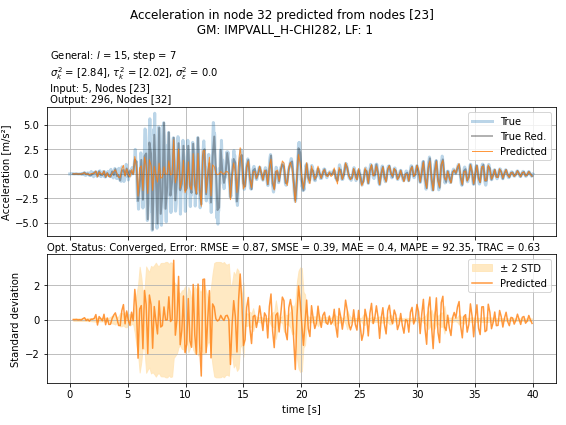 Acceleration in node 32 predicted from nodes [23]
GM: IMPVALL_H-CHI282, LF: 1
General: l = 15, step = 7
σ²ₖ = [2.84], τ²ₖ = [2.02], σ²ε = 0.0
Input: 5, Nodes [23]
Output: 296, Nodes [32]
Acceleration [m/s²]
5.0
2.5
0.0
−2.5
−5.0
True
True Red.
Predicted
Opt. Status: Converged, Error: RMSE = 0.87, SMSE = 0.39, MAE = 0.4, MAPE = 92.35, TRAC = 0.63
Standard deviation
2
0
−2
± 2 STD
Predicted
0 5 10 15 20 25 30 35 40
time [s]